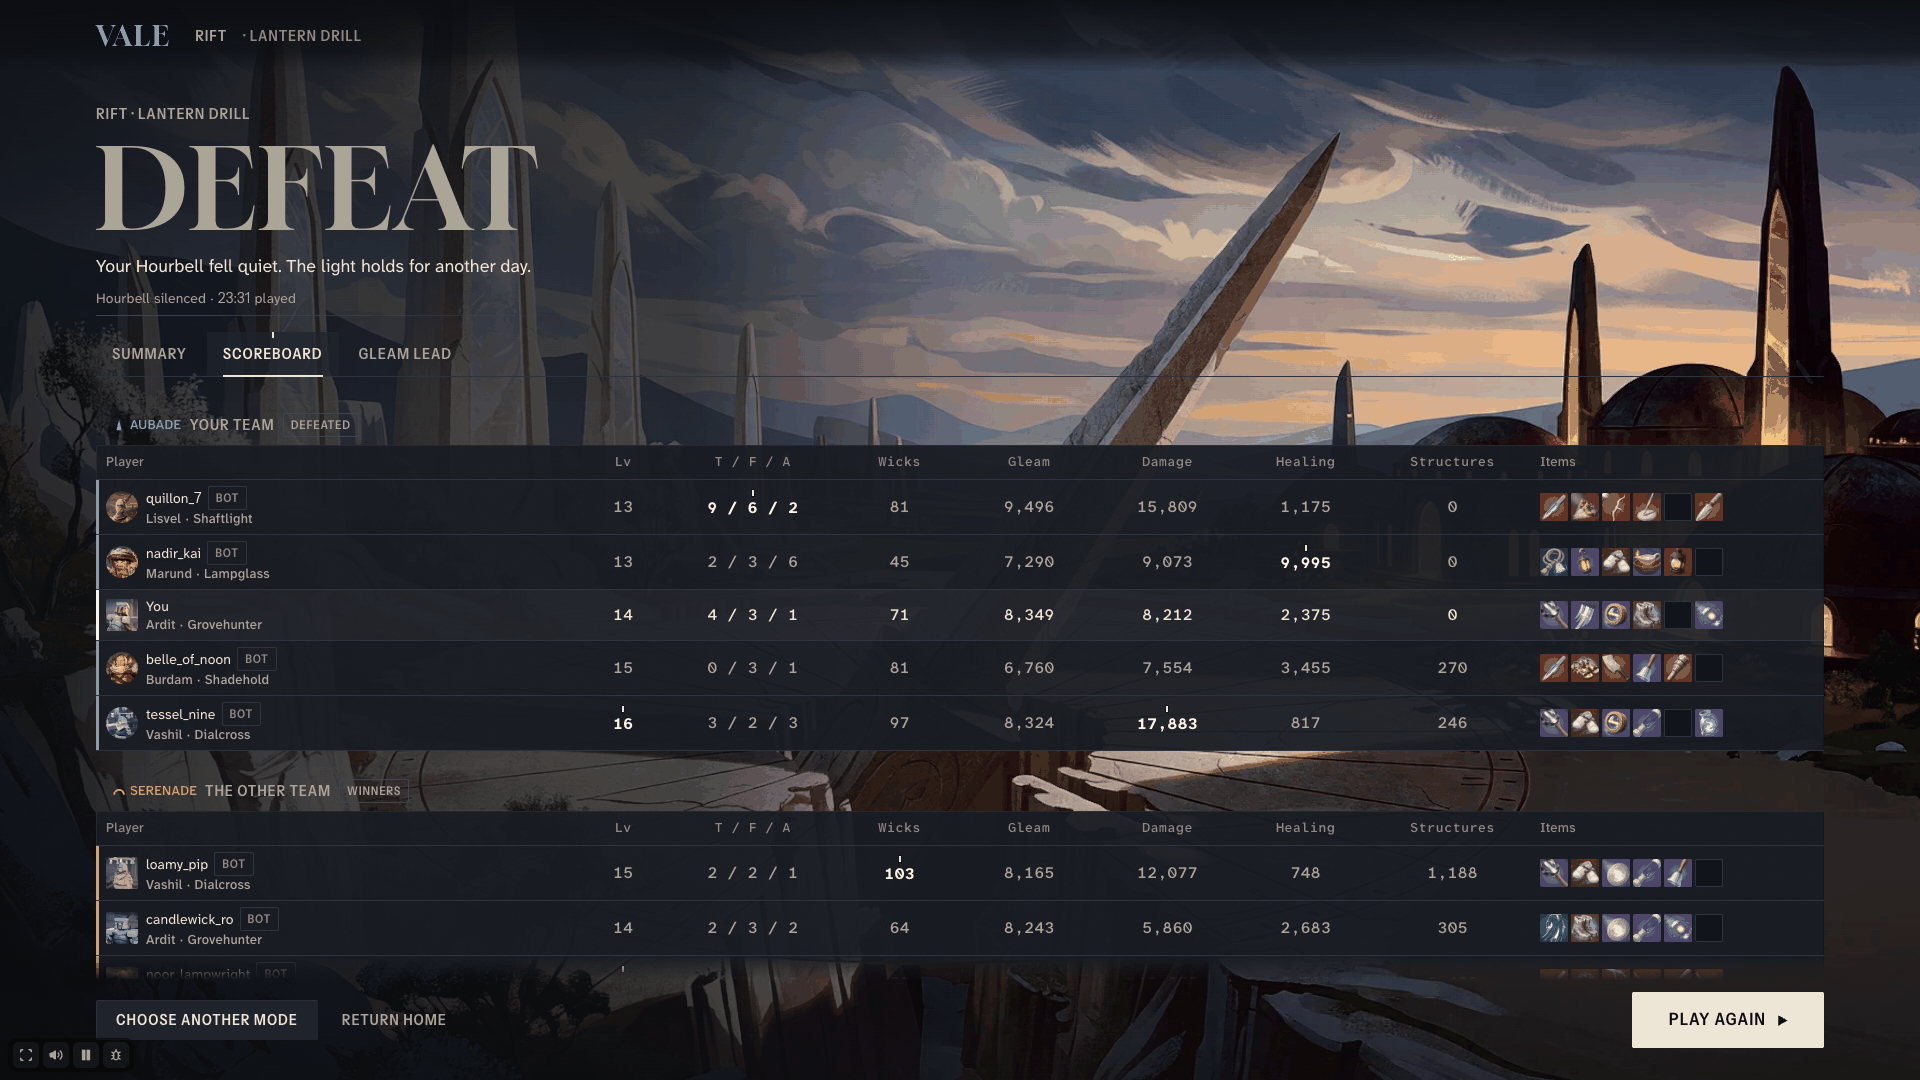 VALE RIFT · LANTERN DRILL
RIFT · LANTERN DRILL
DEFEAT
Your Hourbell fell quiet. The light holds for another day.
Hourbell silenced · 23:31 played
SUMMARY SCOREBOARD GLEAM LEAD
AUBADE YOUR TEAM DEFEATED
Player Lv T / F / A Wicks Gleam Damage Healing Structures Items
quillon_7 BOT
Lisvel · Shaftlight
13 9 / 6 / 2 81 9,496 15,809 1,175 0
nadir_kai BOT
Marund · Lampglass
13 2 / 3 / 6 45 7,290 9,073 9,995 0
You
Ardit · Grovehunter
14 4 / 3 / 1 71 8,349 8,212 2,375 0
belle_of_noon BOT
Burdam · Shadehold
15 0 / 3 / 1 81 6,760 7,554 3,455 270
tessel_nine BOT
Vashil · Dialcross
16 3 / 2 / 3 97 8,324 17,883 817 246
SERENADE THE OTHER TEAM WINNERS
Player Lv T / F / A Wicks Gleam Damage Healing Structures Items
loamy_pip BOT
Vashil · Dialcross
15 2 / 2 / 1 103 8,165 12,077 748 1,188
candlewick_ro BOT
Ardit · Grovehunter
14 2 / 3 / 2 64 8,243 5,860 2,683 305
noor_lampwright BOT
CHOOSE ANOTHER MODE RETURN HOME PLAY AGAIN